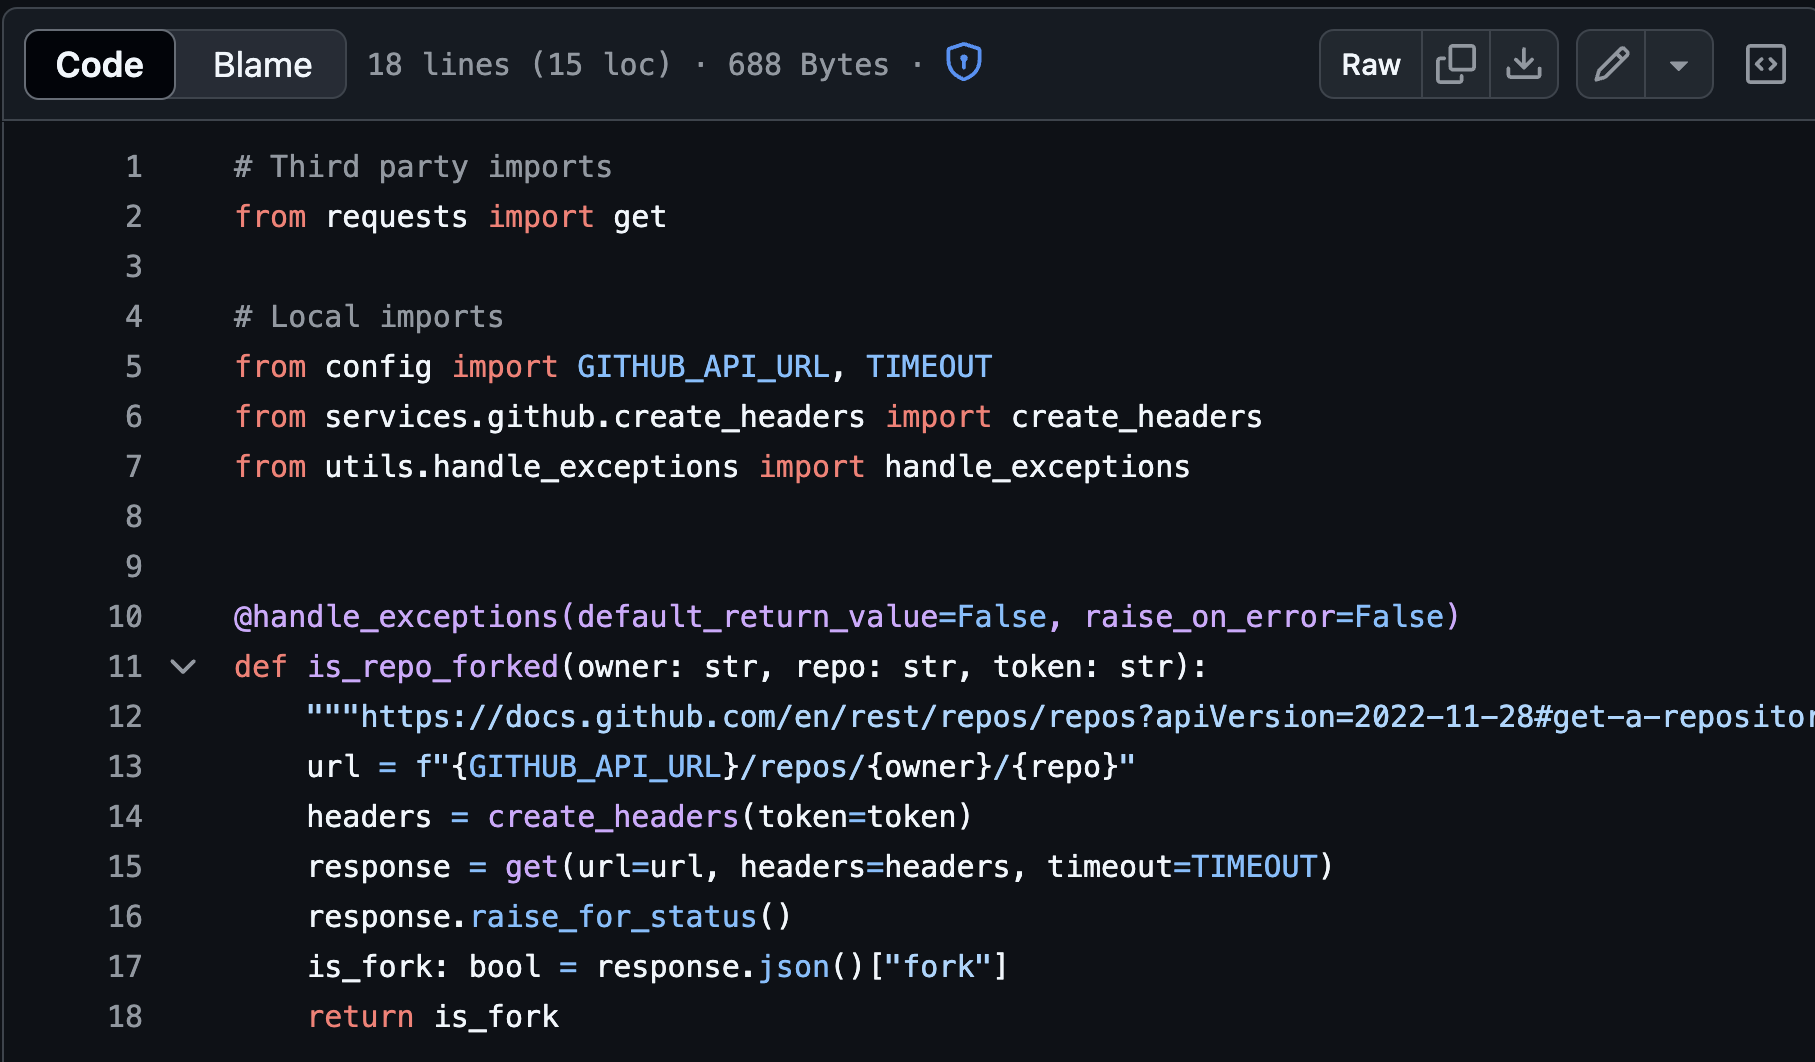 Code Blame 18 lines (15 loc) · 688 Bytes · Raw
1 # Third party imports
2 from requests import get
3
4 # Local imports
5 from config import GITHUB_API_URL, TIMEOUT
6 from services.github.create_headers import create_headers
7 from utils.handle_exceptions import handle_exceptions
8
9
10 @handle_exceptions(default_return_value=False, raise_on_error=False)
11 def is_repo_forked(owner: str, repo: str, token: str):
12     """https://docs.github.com/en/rest/repos/repos?apiVersion=2022-11-28#get-a-repositor
13     url = f"{GITHUB_API_URL}/repos/{owner}/{repo}"
14     headers = create_headers(token=token)
15     response = get(url=url, headers=headers, timeout=TIMEOUT)
16     response.raise_for_status()
17     is_fork: bool = response.json()["fork"]
18     return is_fork